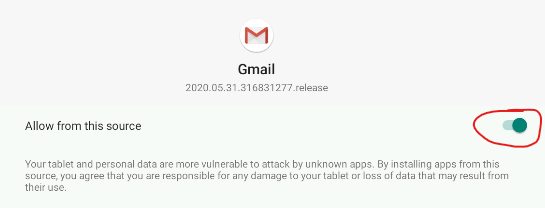 Gmail
2020.05.31.316831277.release
Allow from this source
Your tablet and personal data are more vulnerable to attack by unknown apps. By installing apps from this
source, you agree that you are responsible for any damage to your tablet or loss of data that may result from
their use.